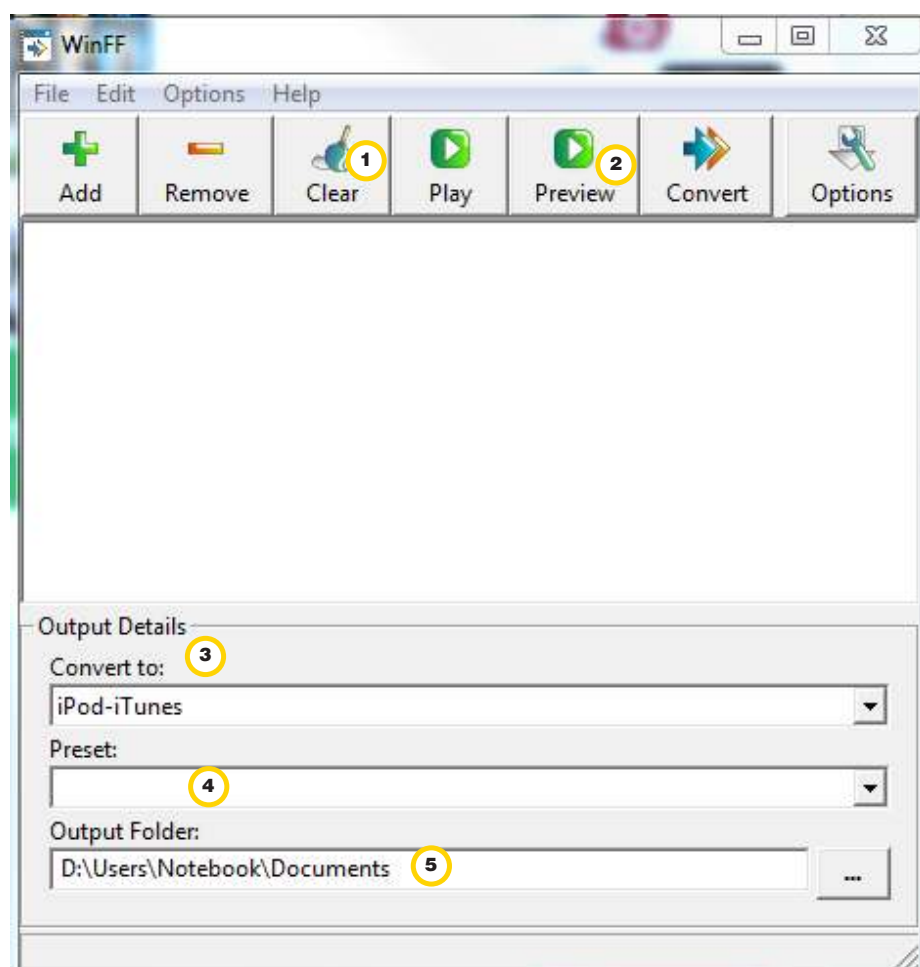 WinFF
File Edit Options Help
1 2
Add Remove Clear Play Preview Convert Options
Output Details
3
Convert to:
iPod-iTunes
Preset:
4
Output Folder:
D:\Users\Notebook\Documents 5 ...